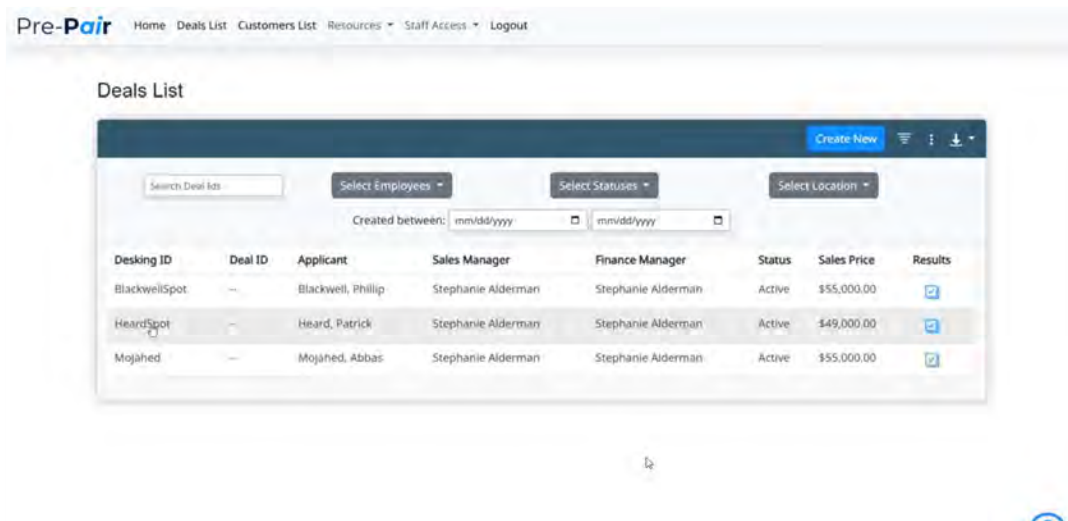 Pre-Pair Home Deals List Customers List Resources Staff Access Logout
Deals List
Create New
Search Deal Ids Select Employees Select Statuses Select Location
Created between: mm/dd/yyyy mm/dd/yyyy
Desking ID Deal ID Applicant Sales Manager Finance Manager Status Sales Price Results
BlackwellSpot -- Blackwell, Phillip Stephanie Alderman Stephanie Alderman Active $55,000.00
HeardSpot -- Heard, Patrick Stephanie Alderman Stephanie Alderman Active $49,000.00
Mojahed -- Mojahed, Abbas Stephanie Alderman Stephanie Alderman Active $55,000.00